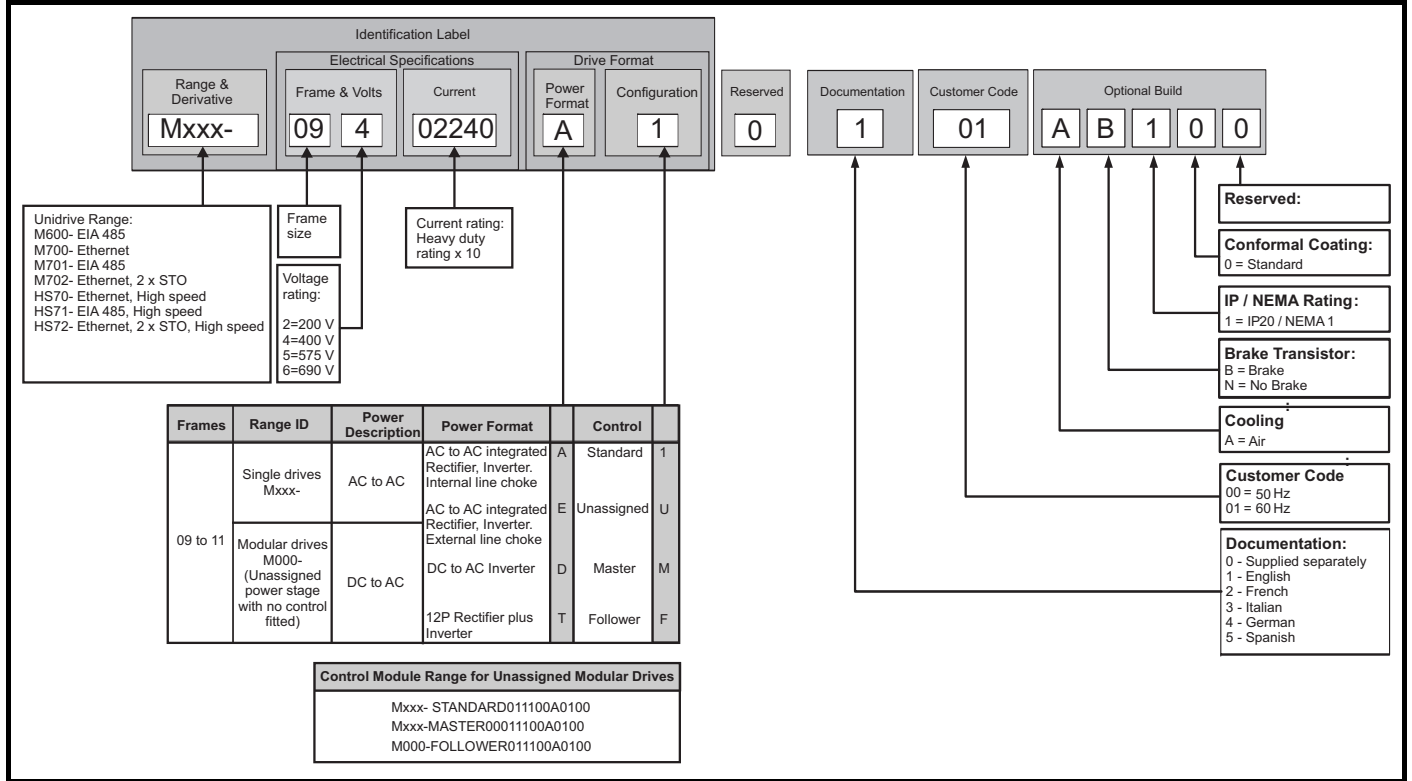 Identification Label
Electrical Specifications
Drive Format
Range &
Derivative
Frame & Volts
Current
Power
Format
Configuration
Reserved
Documentation
Customer Code
Optional Build
Mxxx-
09
4
02240
A
1
0
1
01
A
B
1
0
0
Unidrive Range:
M600- EIA 485
M700- Ethernet
M701- EIA 485
M702- Ethernet, 2 x STO
HS70- Ethernet, High speed
HS71- EIA 485, High speed
HS72- Ethernet, 2 x STO, High speed
Frame
size
Voltage
rating:
2=200 V
4=400 V
5=575 V
6=690 V
Current rating:
Heavy duty
rating x 10
Reserved:
Conformal Coating:
0 = Standard
IP / NEMA Rating:
1 = IP20 / NEMA 1
Brake Transistor:
B = Brake
N = No Brake
:
Cooling
A = Air
:
Customer Code
00 = 50 Hz
01 = 60 Hz
Documentation:
0 - Supplied separately
1 - English
2 - French
3 - Italian
4 - German
5 - Spanish
Frames
Range ID
Power
Description
Power Format
Control
09 to 11
Single drives
Mxxx-
AC to AC
AC to AC integrated
Rectifier, Inverter.
Internal line choke
A
Standard
1
AC to AC integrated
Rectifier, Inverter.
External line choke
E
Unassigned
U
Modular drives
M000-
(Unassigned
power stage
with no control
fitted)
DC to AC
DC to AC Inverter
D
Master
M
12P Rectifier plus
Inverter
T
Follower
F
Control Module Range for Unassigned Modular Drives
Mxxx- STANDARD011100A0100
Mxxx-MASTER00011100A0100
M000-FOLLOWER011100A0100